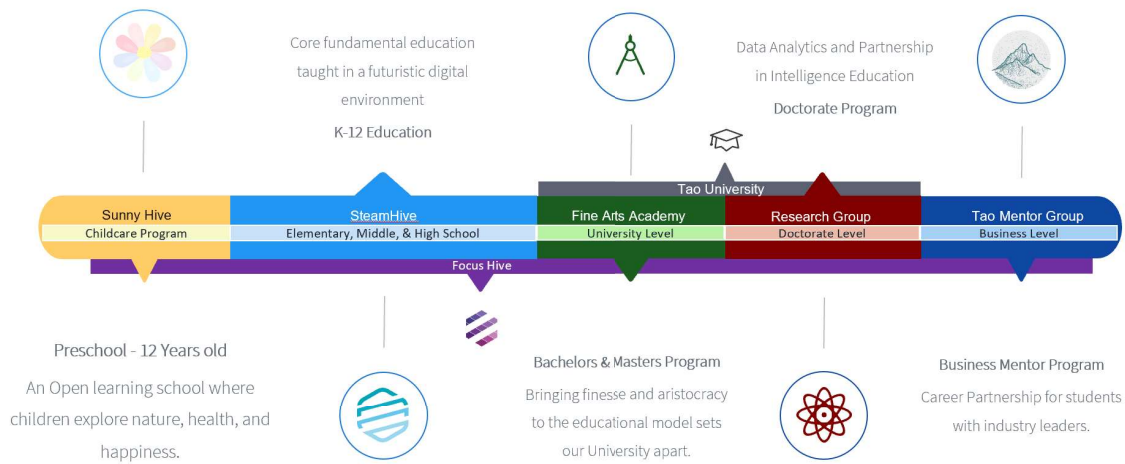 Core fundamental education
taught in a futuristic digital
environment
K-12 Education
Data Analytics and Partnership
in Intelligence Education
Doctorate Program
Tao University
Sunny Hive
SteamHive
Fine Arts Academy
Research Group
Tao Mentor Group
Childcare Program
Elementary, Middle, & High School
University Level
Doctorate Level
Business Level
Focus Hive
Preschool - 12 Years old
An Open learning school where
children explore nature, health, and
happiness.
Bachelors & Masters Program
Bringing finesse and aristocracy
to the educational model sets
our University apart.
Business Mentor Program
Career Partnership for students
with industry leaders.